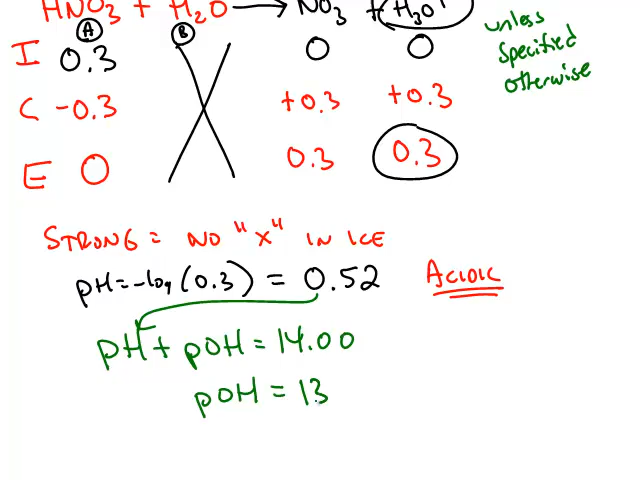 HNO3 + H2O → NO3 + H3O+
A B
I 0.3 0 0
C -0.3 +0.3 +0.3
E 0 0.3 0.3
unless
specified
otherwise
STRONG = NO "X" IN ICE
pH=-log(0.3) = 0.52 ACIDIC
pH + pOH = 14.00
pOH = 13